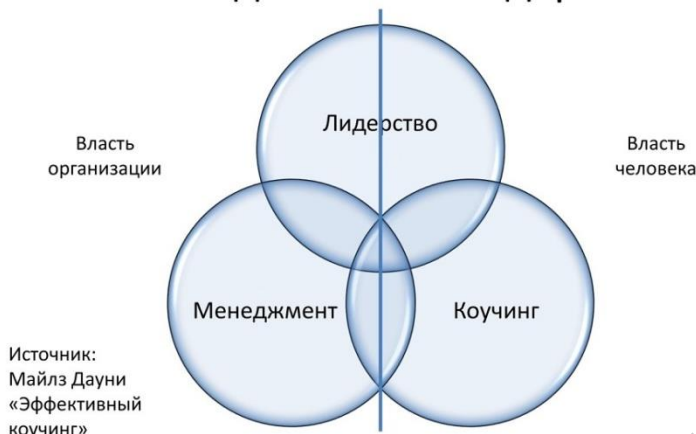 Лидерство
Власть
организации
Власть
человека
Менеджмент
Коучинг
Источник:
Майлз Дауни
«Эффективный
коучинг»